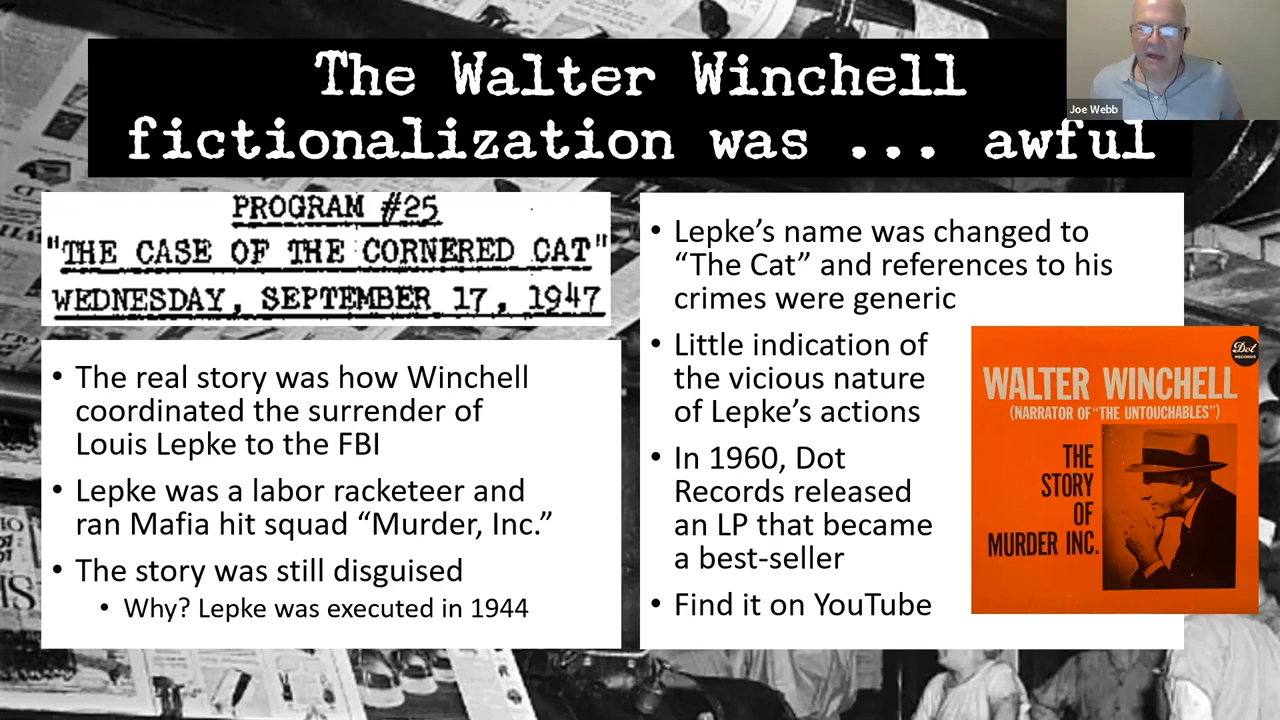 The Walter Winchell
fictionalization was ... awful
Joe Webb
PROGRAM #25
"THE CASE OF THE CORNERED CAT"
WEDNESDAY, SEPTEMBER 17, 1947
• The real story was how Winchell
coordinated the surrender of
Louis Lepke to the FBI
• Lepke was a labor racketeer and
ran Mafia hit squad “Murder, Inc.”
• The story was still disguised
• Why? Lepke was executed in 1944
• Lepke’s name was changed to
“The Cat” and references to his
crimes were generic
• Little indication of
the vicious nature
of Lepke’s actions
• In 1960, Dot
Records released
an LP that became
a best-seller
• Find it on YouTube
Dot
RECORDS
WALTER WINCHELL
(NARRATOR OF "THE UNTOUCHABLES")
THE
STORY
OF
MURDER INC.